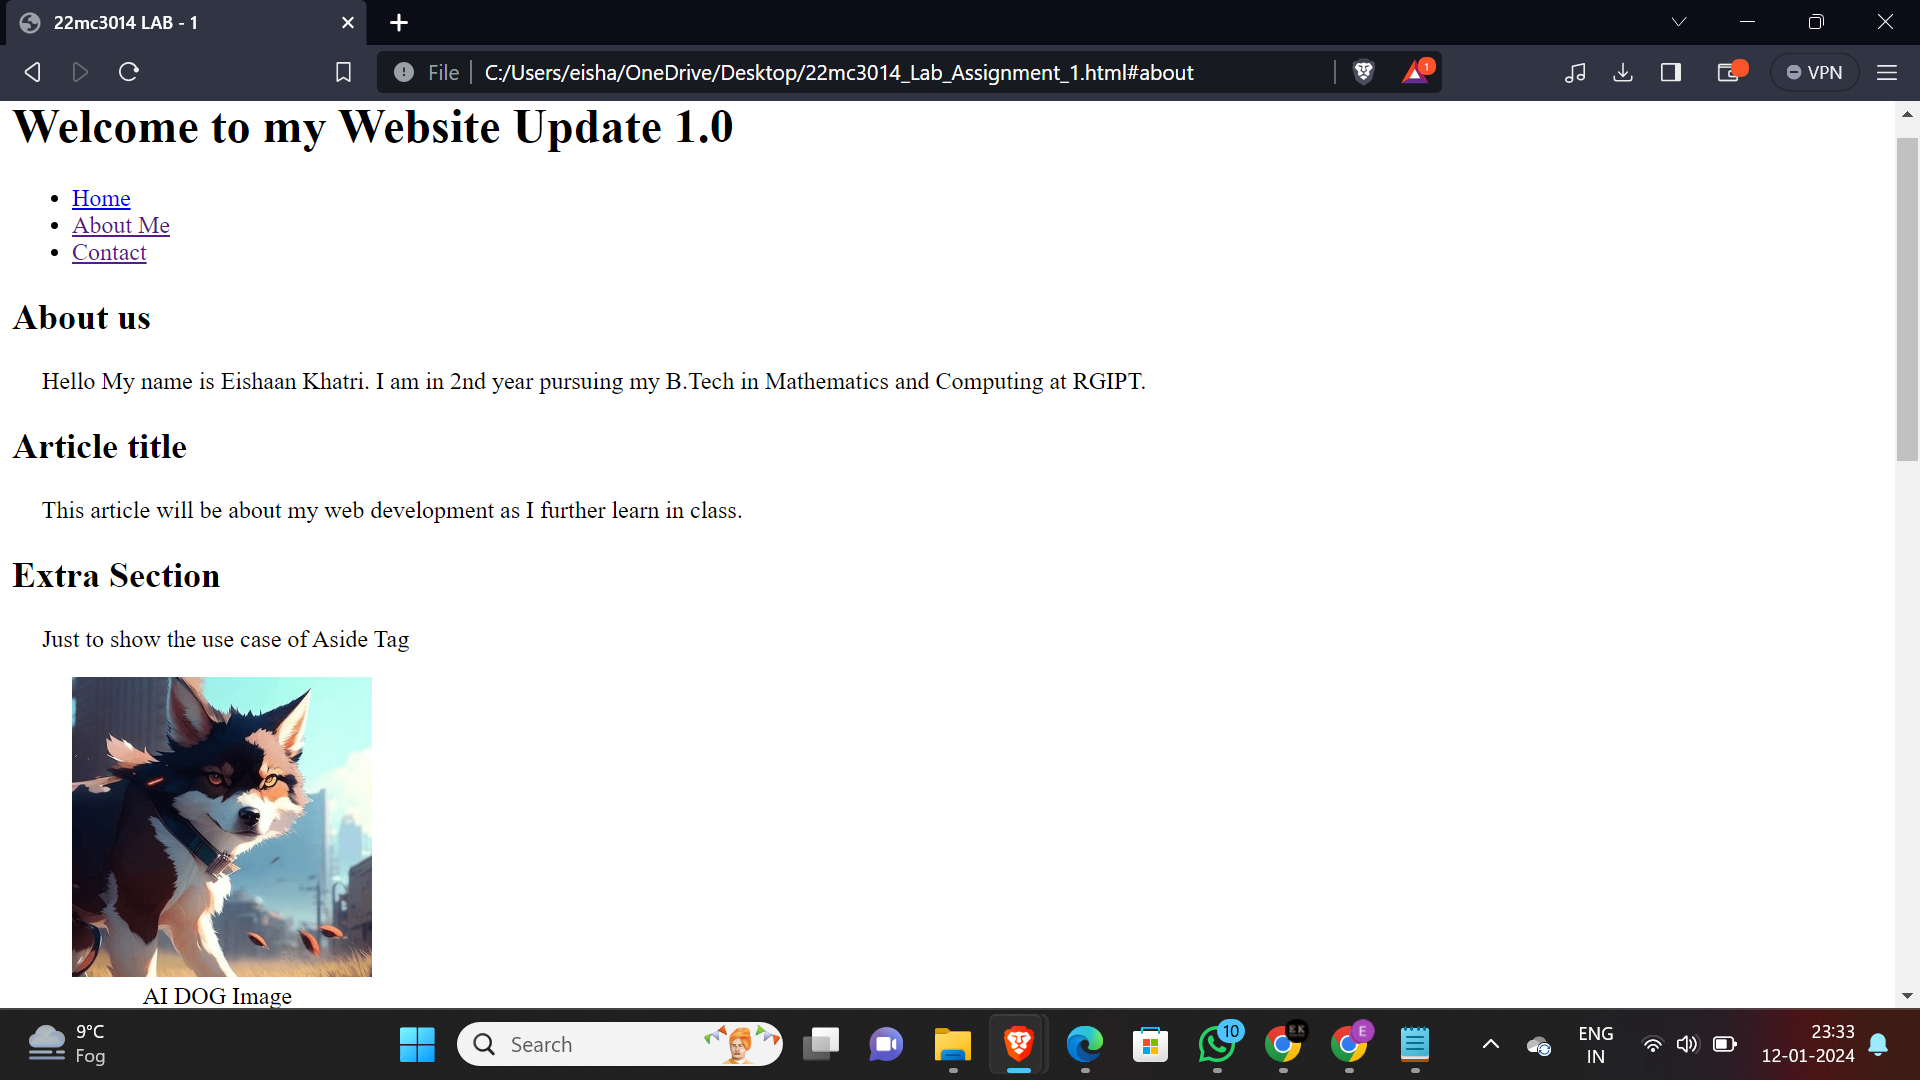 22mc3014 LAB - 1
File C:/Users/eisha/OneDrive/Desktop/22mc3014_Lab_Assignment_1.html#about
1
VPN
Welcome to my Website Update 1.0
Home
About Me
Contact
About us
Hello My name is Eishaan Khatri. I am in 2nd year pursuing my B.Tech in Mathematics and Computing at RGIPT.
Article title
This article will be about my web development as I further learn in class.
Extra Section
Just to show the use case of Aside Tag
AI DOG Image
9°C
Fog
Search
10
EK
E
ENG
IN
23:33
12-01-2024